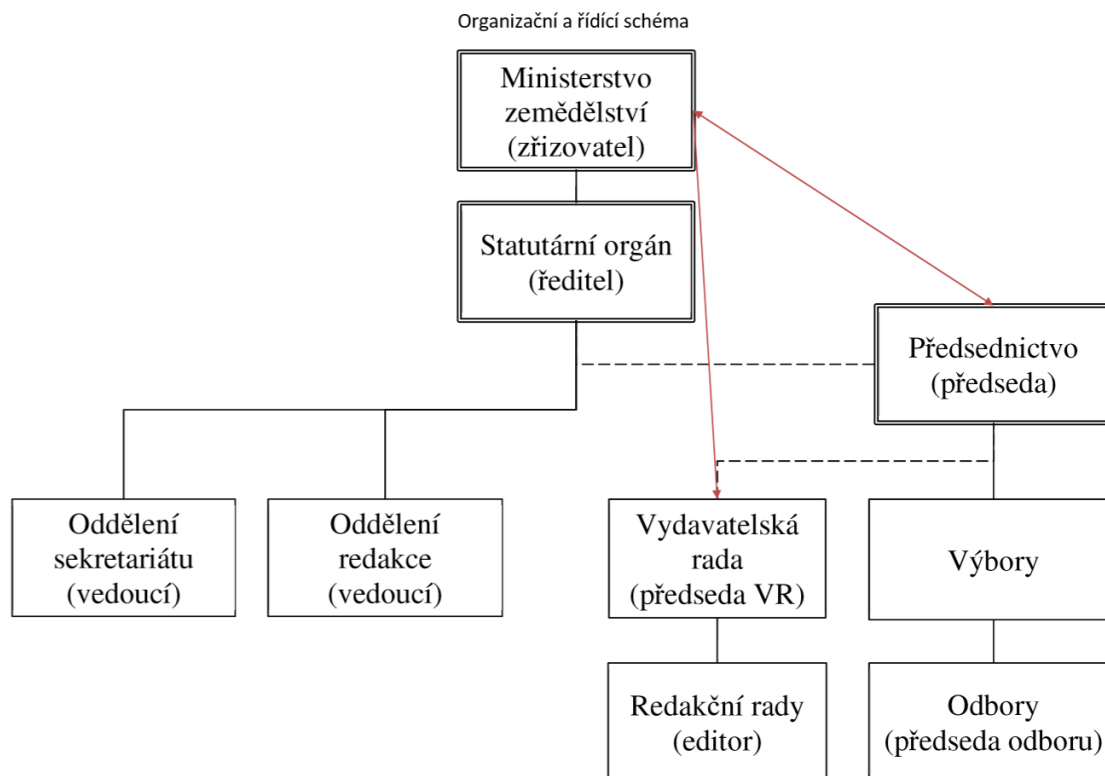 Organizační a řídící schéma
Ministerstvo
zemědělství
(zřizovatel)
Statutární orgán
(ředitel)
Předsednictvo
(předseda)
Oddělení
sekretariátu
(vedoucí)
Oddělení
redakce
(vedoucí)
Vydavatelská
rada
(předseda VR)
Výbory
Redakční rady
(editor)
Odbory
(předseda odboru)